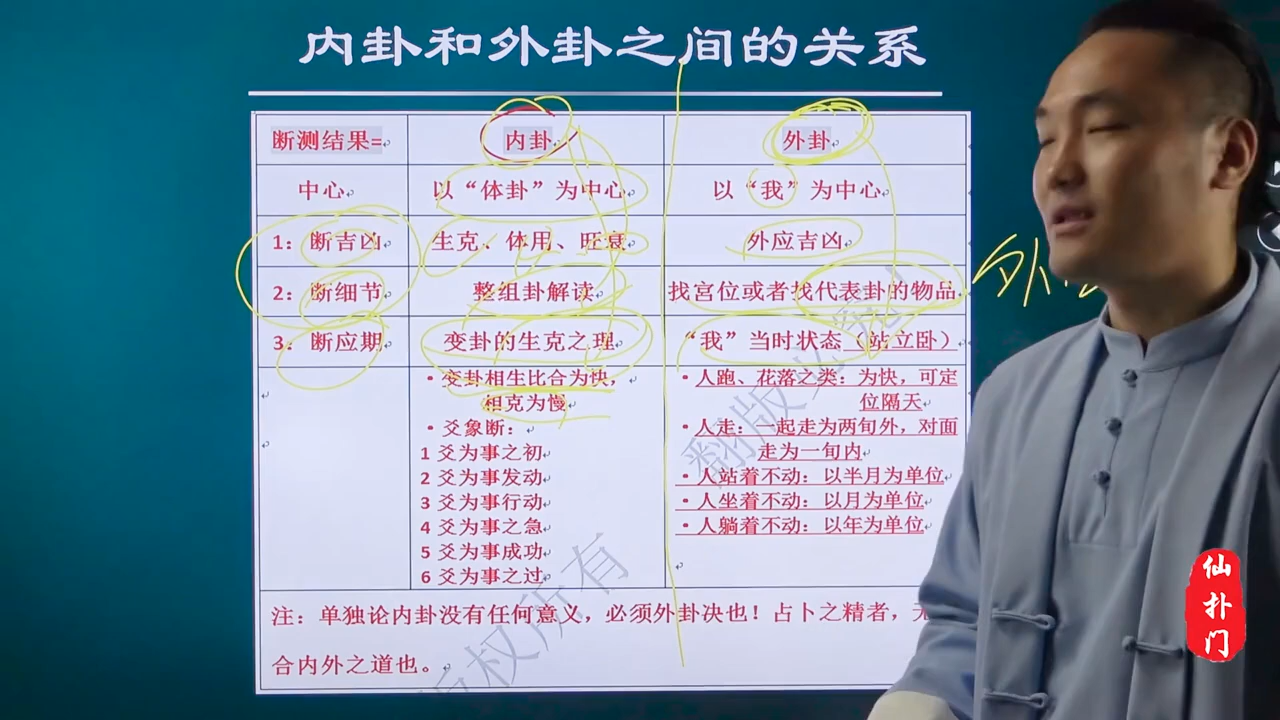 内卦和外卦之间的关系
断测结果= 内卦 外卦
中心 以“体卦”为中心 以“我”为中心
1：断吉凶 生克、体用、旺衰 外应吉凶
2：断细节 整组卦解读 找宫位或者找代表卦的物品
3：断应期 变卦的生克之理 “我”当时状态（站立卧）
·变卦相生比合为快，
相克为慢
·爻象断：
1 爻为事之初
2 爻为事发动
3 爻为事行动
4 爻为事之急
5 爻为事成功
6 爻为事之过
·人跑、花落之类：为快，可定
位隔天
·人走：一起走为两旬外，对面
走为一旬内
·人站着不动：以半月为单位
·人坐着不动：以月为单位
·人躺着不动：以年为单位
注：单独论内卦没有任何意义，必须外卦决也！占卜之精者，无
合内外之道也。
外
翻版必究
版权所有
仙
扑
门